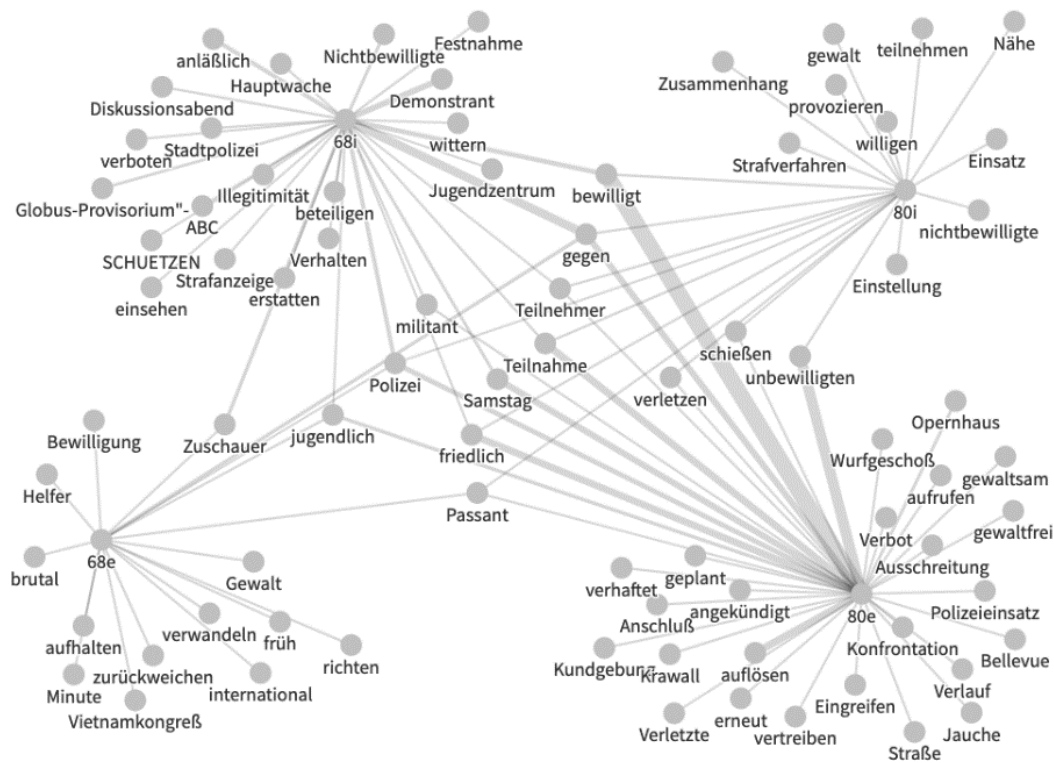 anläßlich
Nichtbewilligte
Festnahme
Hauptwache
Diskussionsabend
Demonstrant
68i
wittern
verboten
Stadtpolizei
Jugendzentrum
Globus-Provisorium"-
Illegitimität
ABC
beteiligen
SCHUETZEN
Strafanzeige
Verhalten
einsehen
erstatten
bewilligt
gegen
Teilnehmer
militant
Teilnahme
Polizei
Samstag
schießen
unbewilligten
verletzen
Zuschauer
jugendlich
friedlich
Passant
gewalt
teilnehmen
Nähe
Zusammenhang
provozieren
willigen
Strafverfahren
Einsatz
80i
nichtbewilligte
Einstellung
Bewilligung
Helfer
68e
brutal
Gewalt
aufhalten
verwandeln
früh
zurückweichen
richten
Minute
international
Vietnamkongreß
Opernhaus
Wurfgeschoß
gewaltsam
aufrufen
gewaltfrei
Verbot
Ausschreitung
verhaftet
geplant
Anschluß
angekündigt
80e
Polizeieinsatz
Konfrontation
Bellevue
Kundgebung
Krawall
auflösen
Verlauf
Eingreifen
Verletzte
erneut
vertreiben
Jauche
Straße